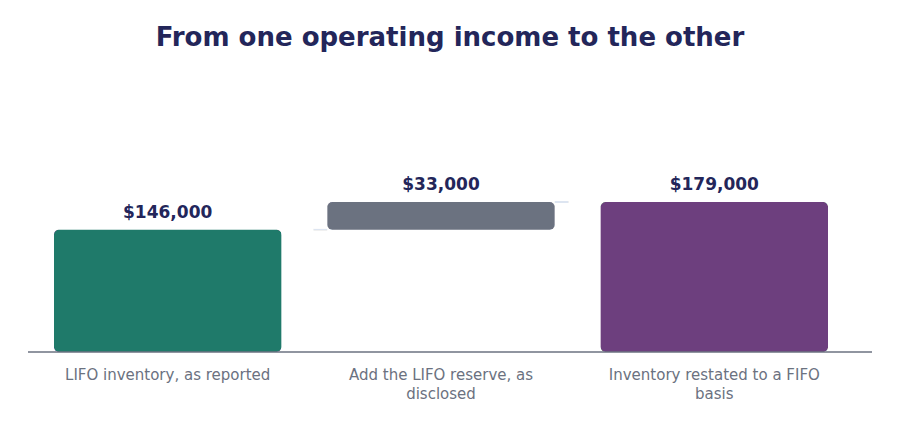 From one operating income to the other
$146,000
$33,000
$179,000
LIFO inventory, as reported
Add the LIFO reserve, as
disclosed
Inventory restated to a FIFO
basis